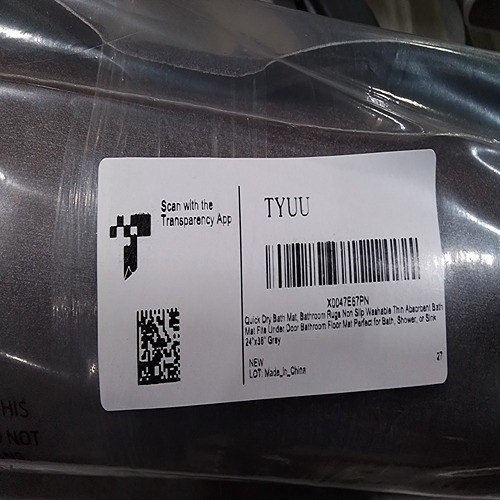 Scan with the
Transparency App
TYUU
X0047E87PN
Quick Dry Bath Mat, Bathroom Rugs Non Slip Washable Thin Absorbent Bath
Mat Fits Under Door Bathroom Floor Mat Perfect for Bath, Shower, or Sink
24"x36" Grey
NEW
LOT: Made_In_China
27
HIS
NOT